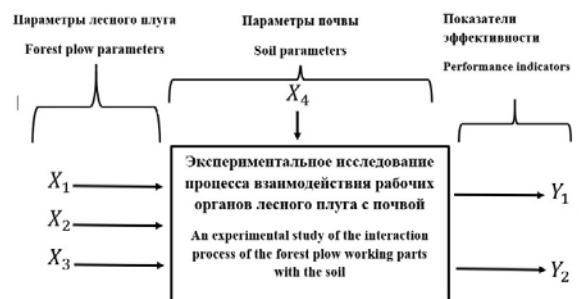 Параметры лесного плуга
Forest plow parameters
Параметры почвы
Soil parameters
Показатели
эффективности
Performance indicators
X₄
Экспериментальное исследование
процесса взаимодействия рабочих
органов лесного плуга с почвой
An experimental study of the interaction
process of the forest plow working parts
with the soil
X₁
X₂
X₃
Y₁
Y₂